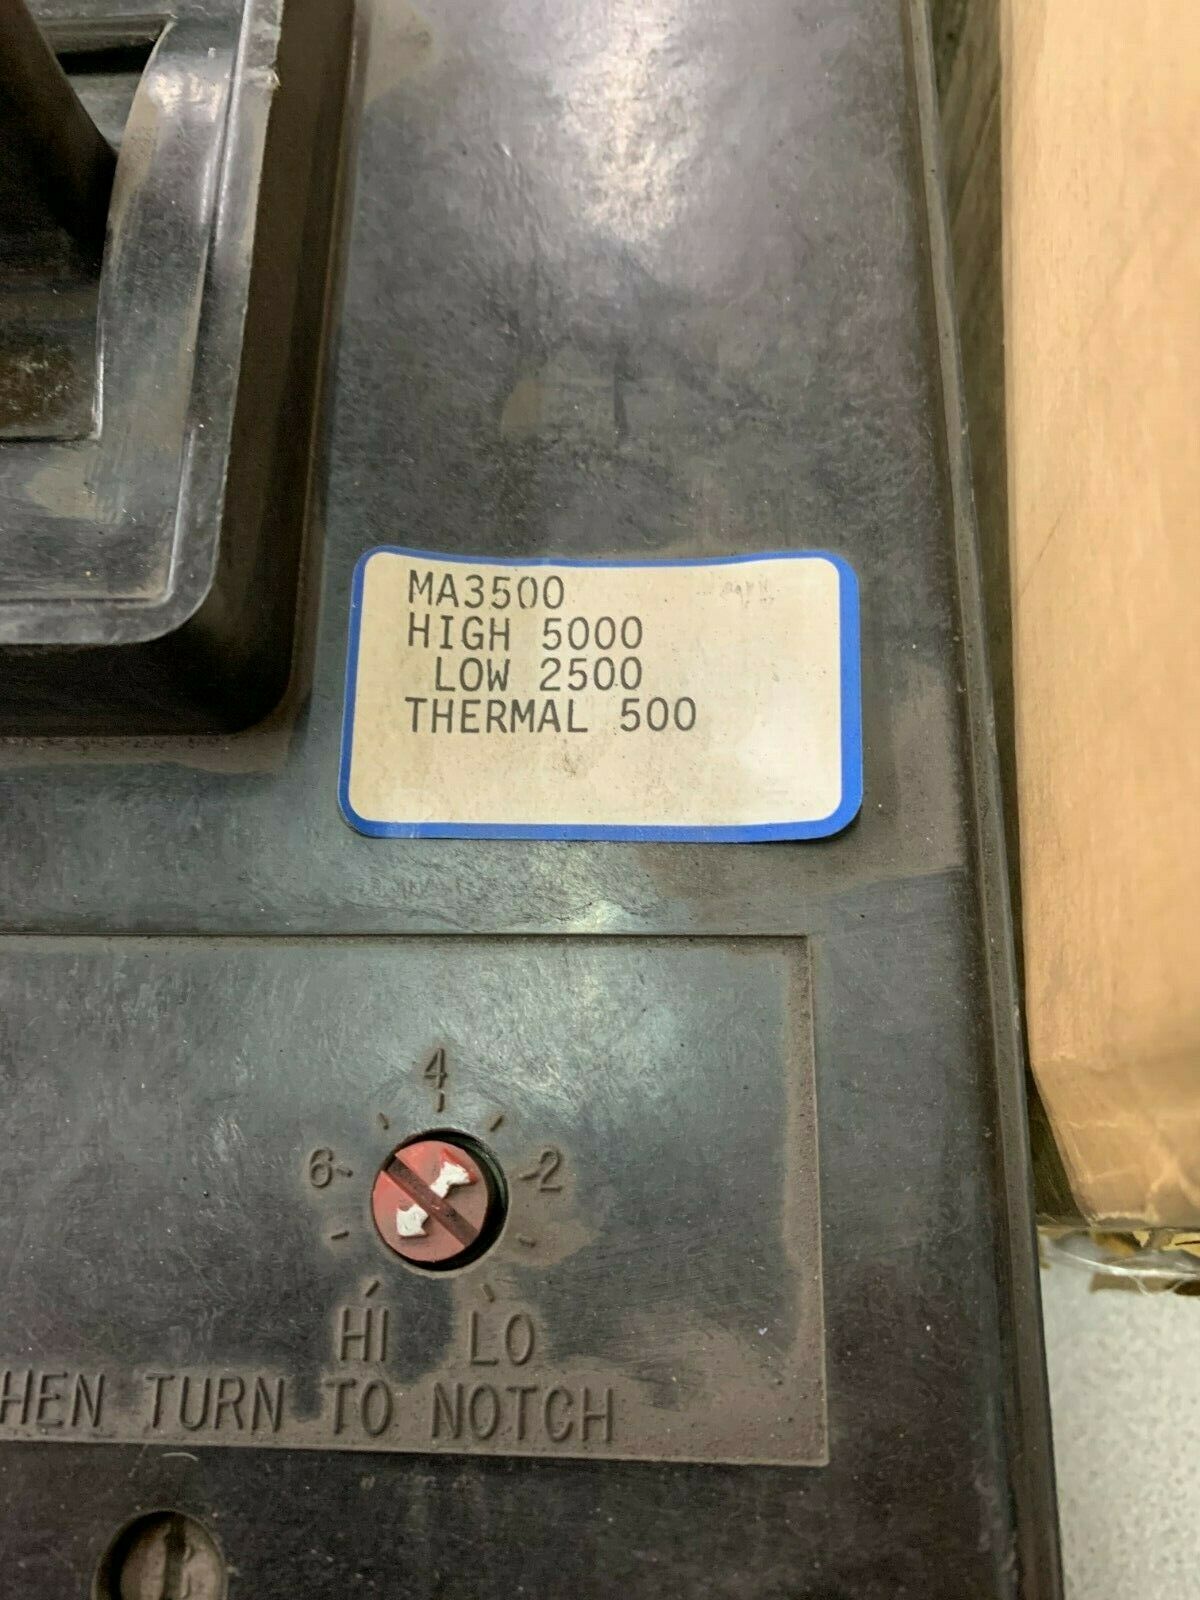 MA3500
HIGH 5000
LOW 2500
THERMAL 500
4
6
2
HI LO
HEN TURN TO NOTCH